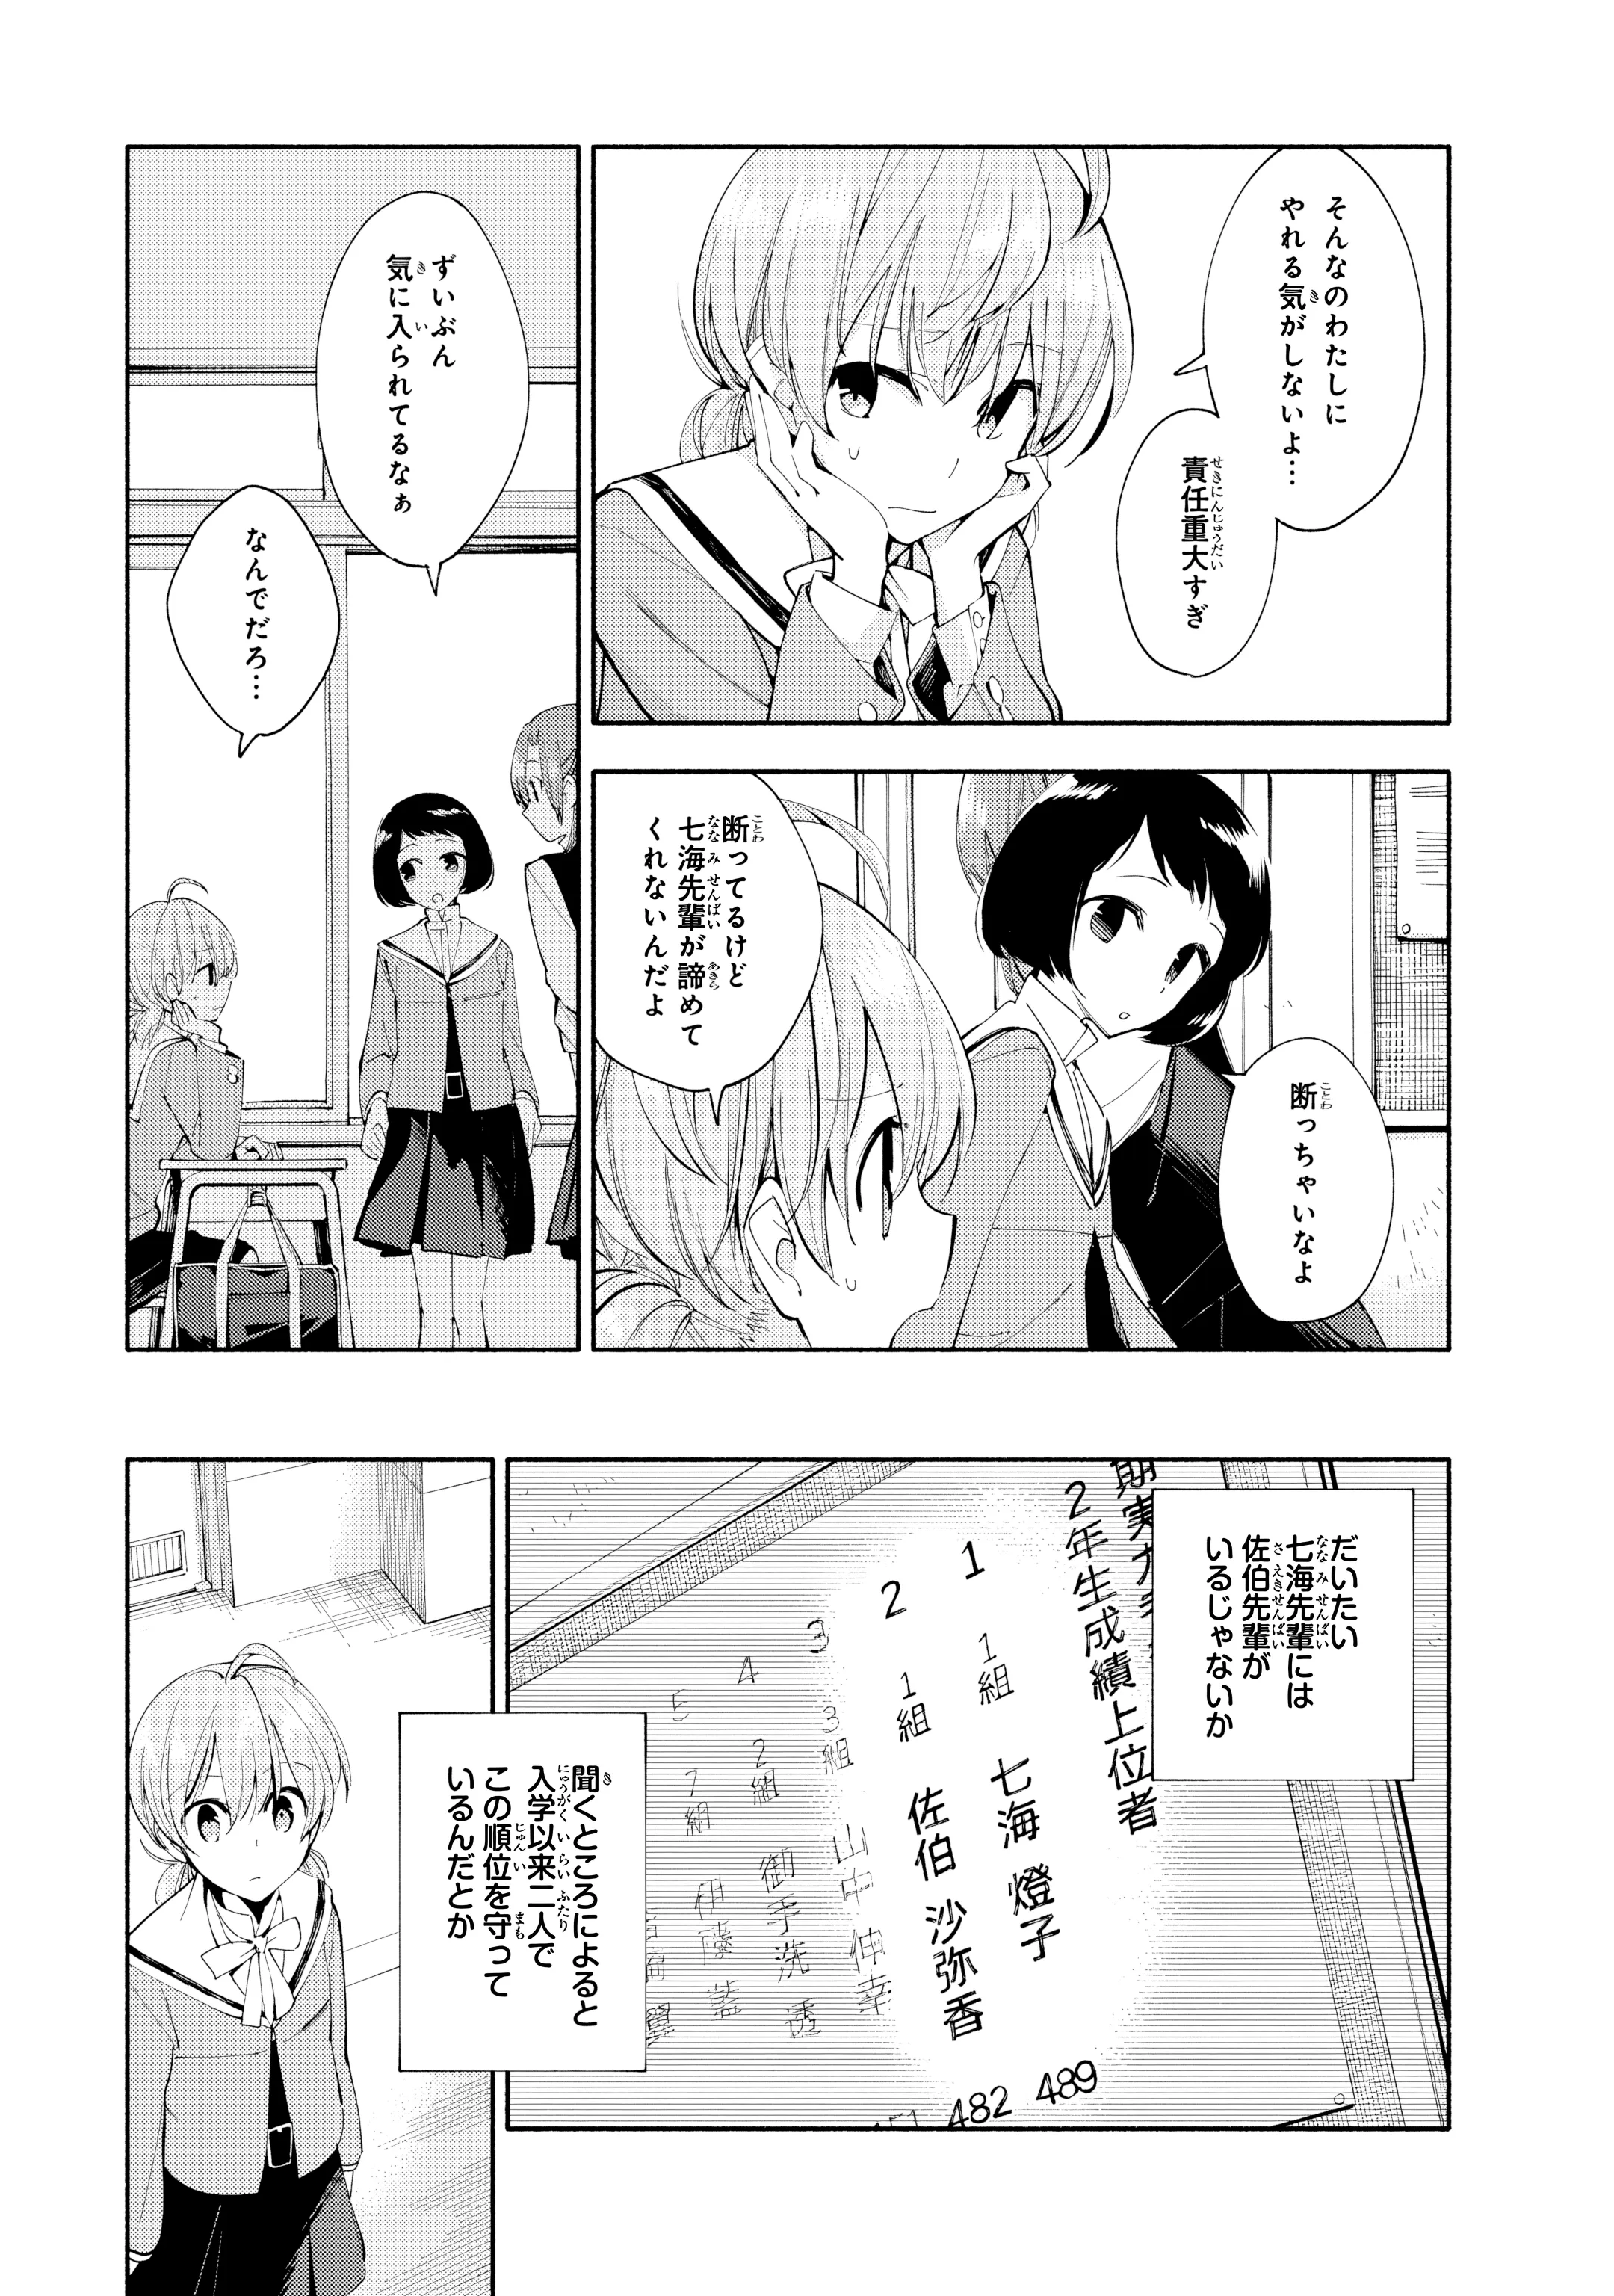 そんなのわたしに
やれる気がしないよ…
責任重大すぎ
断っちゃいなよ
断ってるけど
七海先輩が諦めて
くれないんだよ
ずいぶん
気に入られてるなぁ
なんでだろ…
だいたい
七海先輩には
佐伯先輩が
いるじゃないか
2年生成績上位者
1 1組 七海 燈子 489
2 1組 佐伯 沙弥香 482
3 3組 山中 伸幸
4 2組 御手洗 透
5 7組 伊藤 藍
翼
聞くところによると
入学以来二人で
この順位を守って
いるんだとか